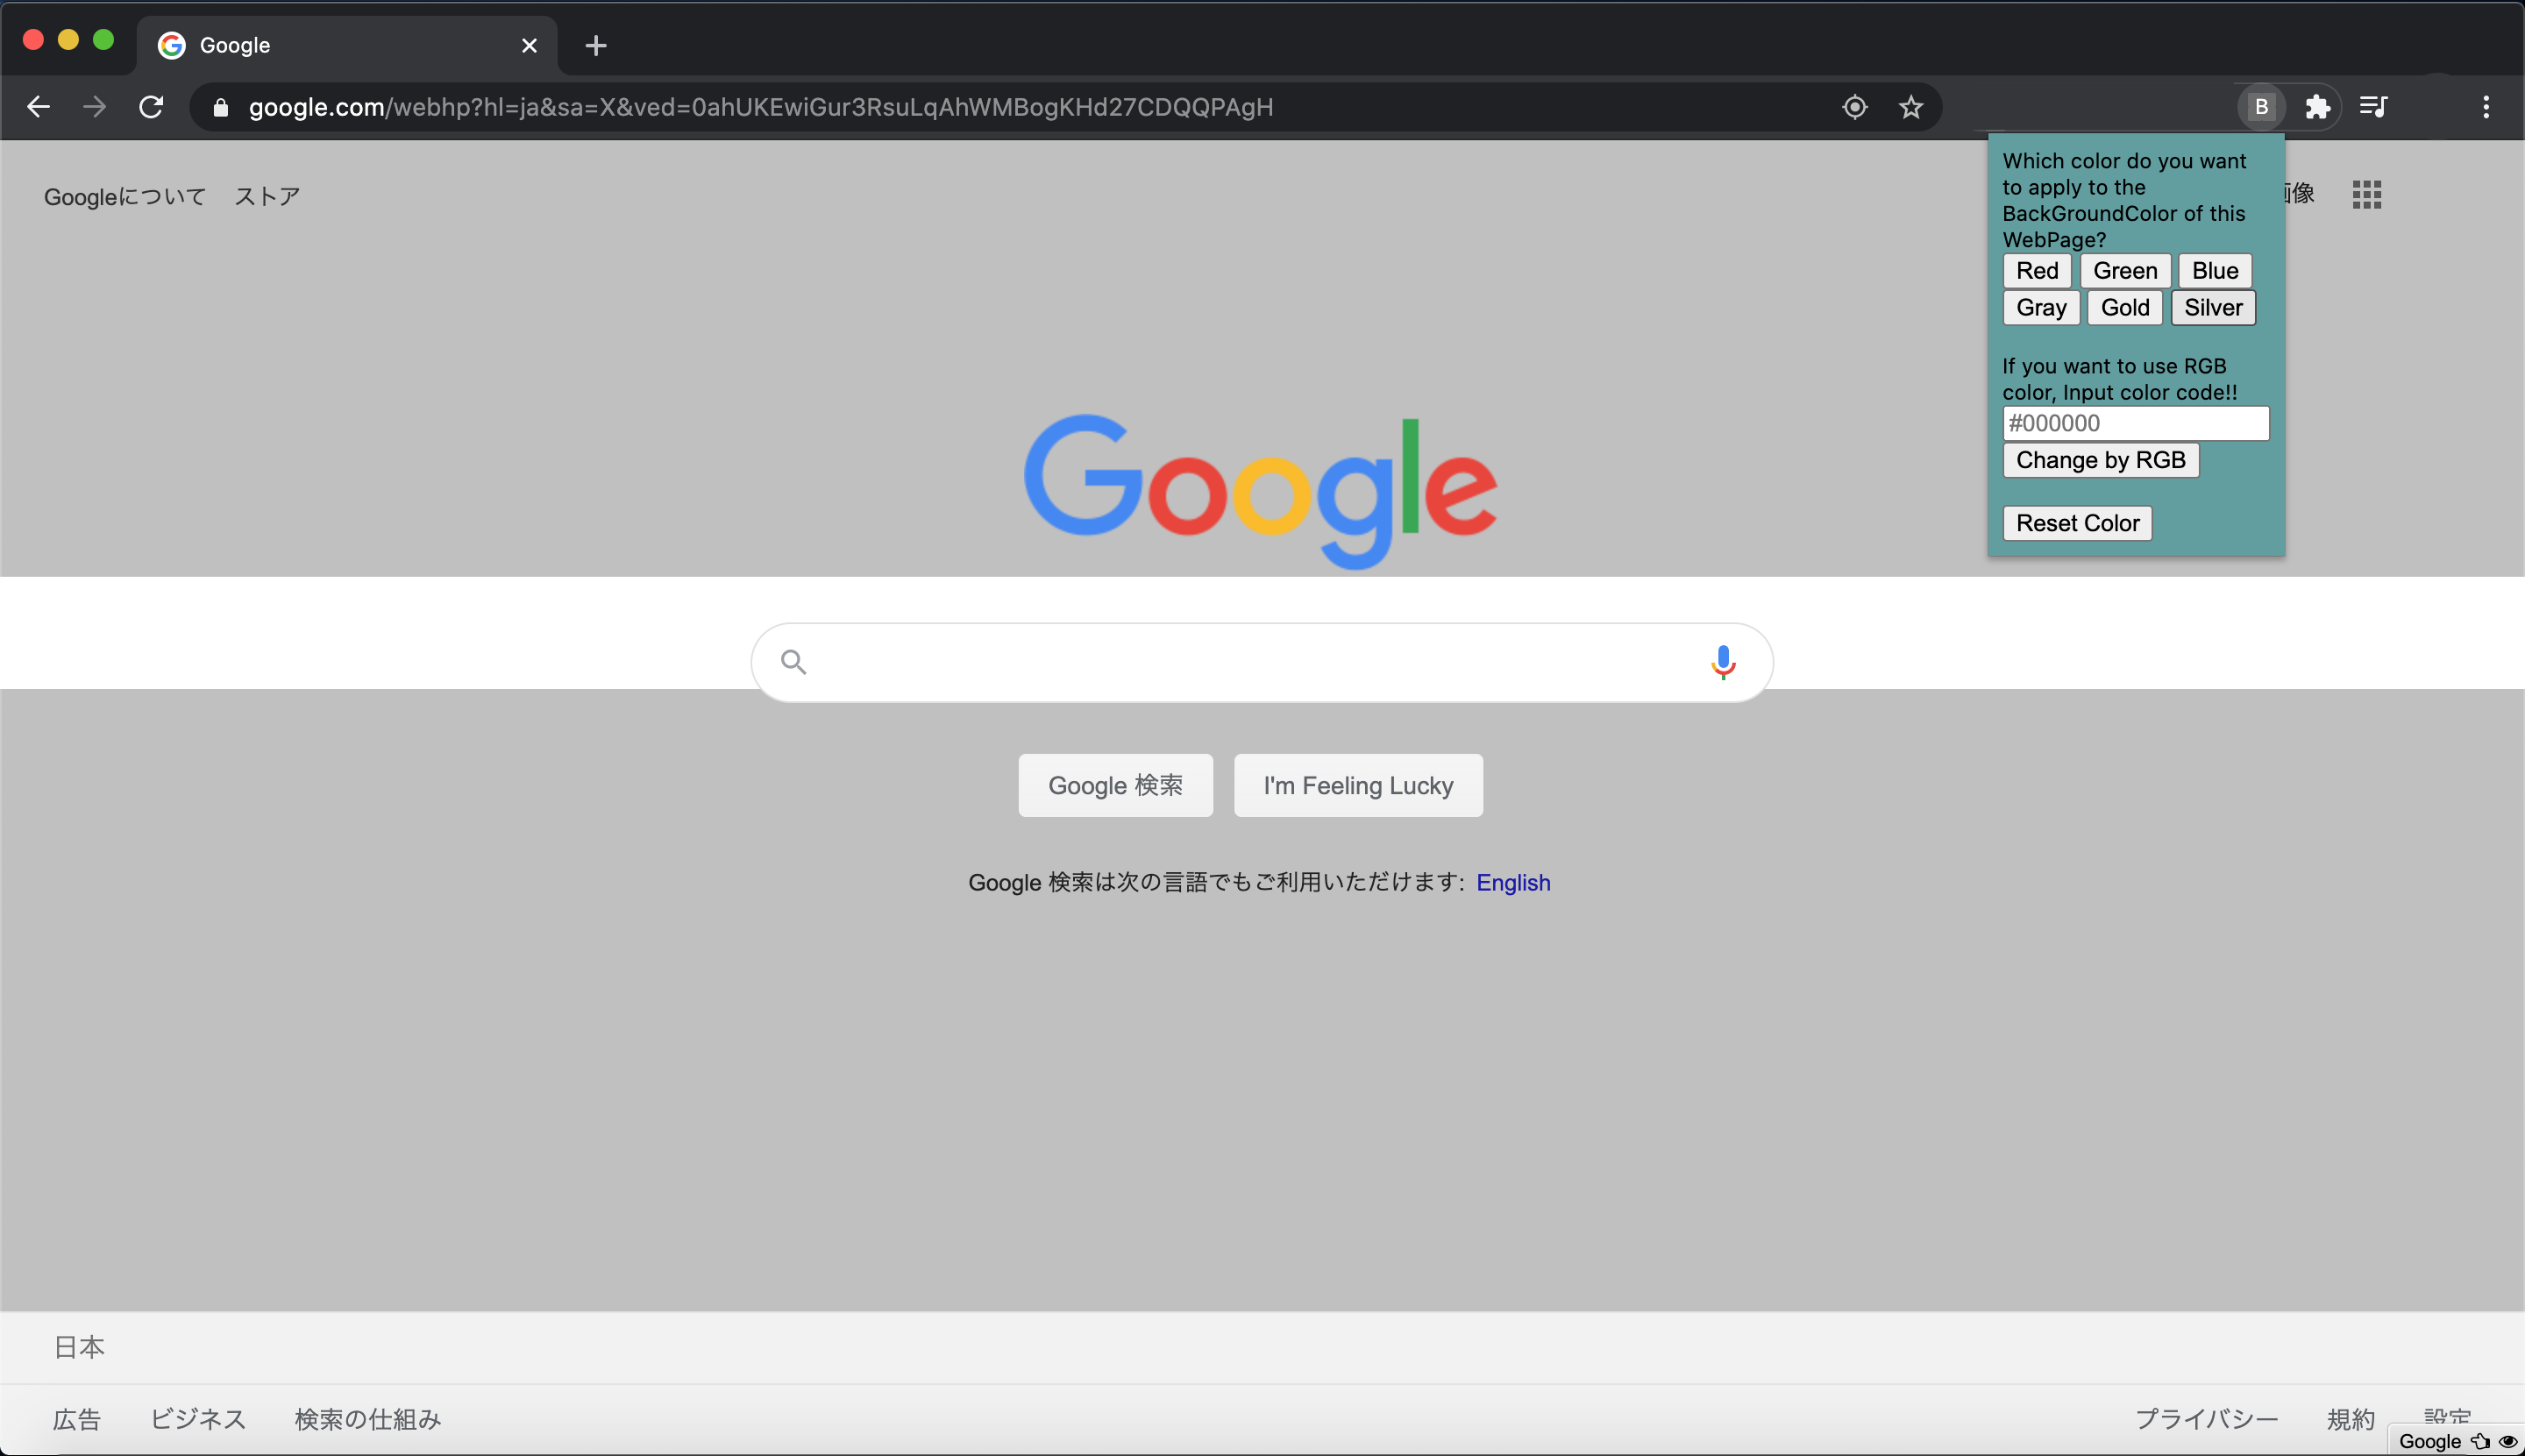 Google
google.com/webhp?hl=ja&sa=X&ved=0ahUKEwiGur3RsuLqAhWMBogKHd27CDQQPAgH
B
Googleについて ストア
像
Which color do you want
to apply to the
BackGroundColor of this
WebPage?
Red Green Blue
Gray Gold Silver
If you want to use RGB
color, Input color code!!
#000000
Change by RGB
Reset Color
Google
Google 検索 I'm Feeling Lucky
Google 検索は次の言語でもご利用いただけます: English
日本
広告 ビジネス 検索の仕組み プライバシー 規約 設定
Google